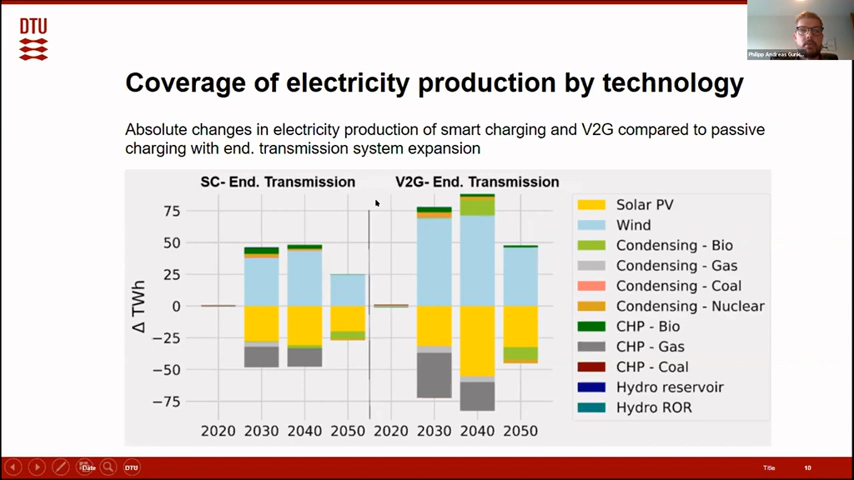 DTU
Philipp Andreas Gunk...
Coverage of electricity production by technology
Absolute changes in electricity production of smart charging and V2G compared to passive
charging with end. transmission system expansion
SC- End. Transmission
V2G- End. Transmission
Δ TWh
75
50
25
0
−25
−50
−75
2020 2030 2040 2050 2020 2030 2040 2050
Solar PV
Wind
Condensing - Bio
Condensing - Gas
Condensing - Coal
Condensing - Nuclear
CHP - Bio
CHP - Gas
CHP - Coal
Hydro reservoir
Hydro ROR
Date
DTU
Title
10